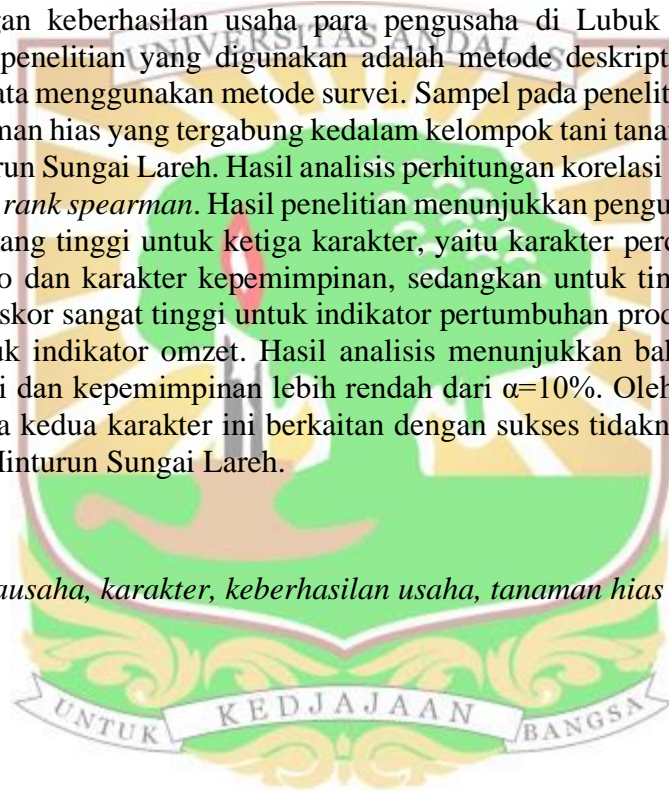 gan keberhasilan usaha para pengusaha di Lubuk
UNIVERSITAS ANDALAS
penelitian yang digunakan adalah metode deskript
ata menggunakan metode survei. Sampel pada penelit
man hias yang tergabung kedalam kelompok tani tana
run Sungai Lareh. Hasil analisis perhitungan korelasi
rank spearman. Hasil penelitian menunjukkan pengu
ang tinggi untuk ketiga karakter, yaitu karakter perc
o dan karakter kepemimpinan, sedangkan untuk tin
skor sangat tinggi untuk indikator pertumbuhan prod
uk indikator omzet. Hasil analisis menunjukkan bal
i dan kepemimpinan lebih rendah dari α=10%. Oleh
a kedua karakter ini berkaitan dengan sukses tidakn
Minturun Sungai Lareh.
ausaha, karakter, keberhasilan usaha, tanaman hias
UNTUK KEDJAJAAN BANGSA